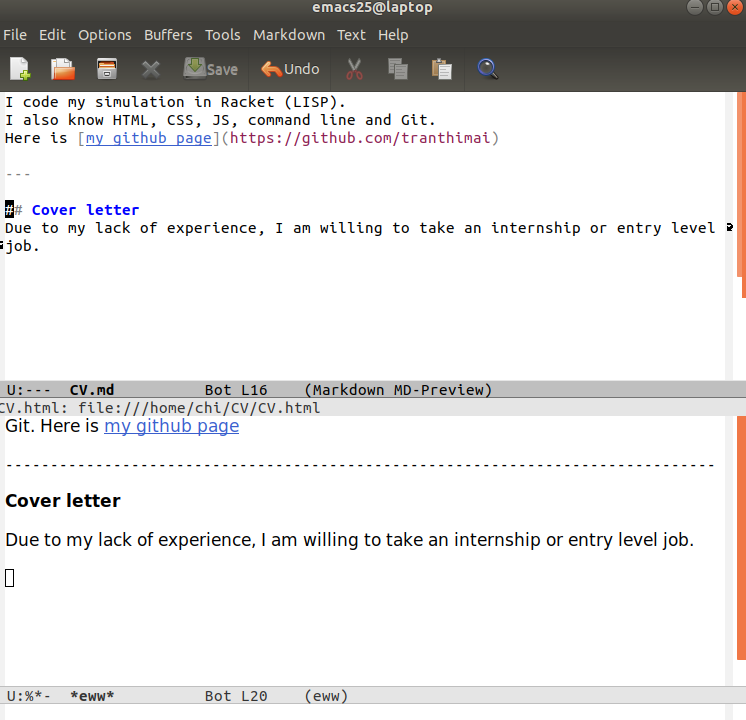 emacs25@laptop
File Edit Options Buffers Tools Markdown Text Help
Save Undo
I code my simulation in Racket (LISP).
I also know HTML, CSS, JS, command line and Git.
Here is [my github page](https://github.com/tranthimai)
---
## Cover letter
Due to my lack of experience, I am willing to take an internship or entry level
job.
U:--- CV.md Bot L16 (Markdown MD-Preview)
CV.html: file:///home/chi/CV/CV.html
Git. Here is my github page
-------------------------------------------------------------------------------
Cover letter
Due to my lack of experience, I am willing to take an internship or entry level job.
U:%*- *eww* Bot L20 (eww)